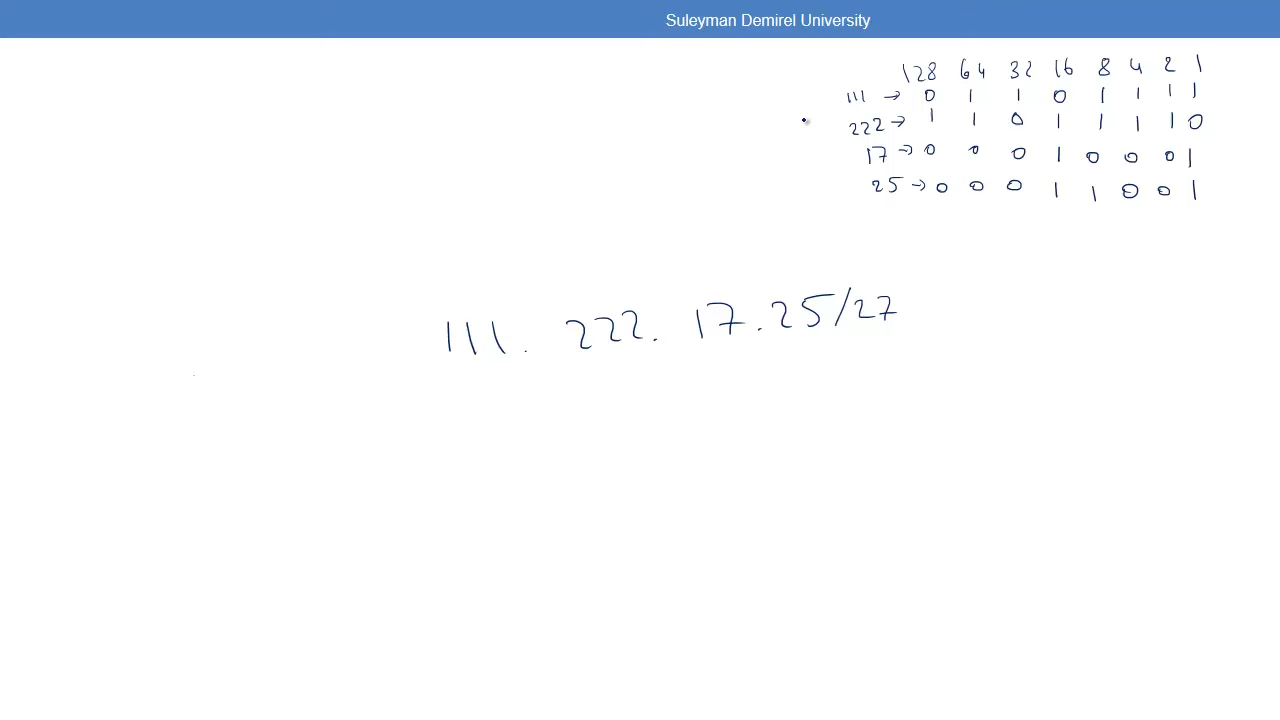 Suleyman Demirel University
128 64 32 16 8 4 2 1
111 → 0 1 1 0 1 1 1 1
222 → 1 1 0 1 1 1 1 0
17 → 0 0 0 1 0 0 0 1
25 → 0 0 0 1 1 0 0 1
111. 222. 17.25/27